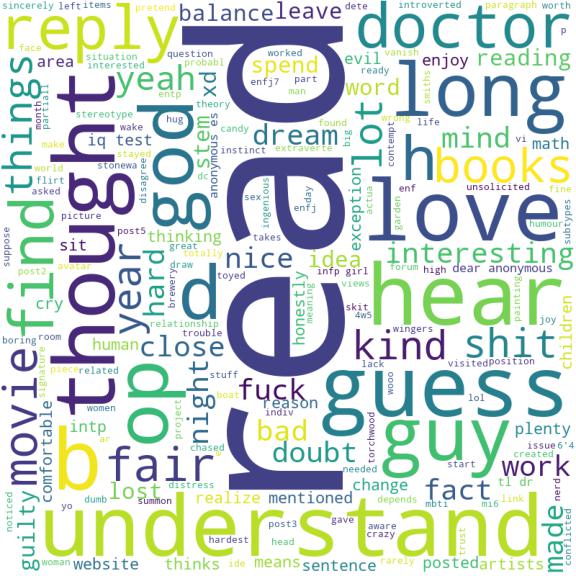 read
thought
understand
guess
hear
love
long
god
find
books
op
b
d
h
guy
doctor
reply
fair
kind
shit
movie
things
year
lot
interesting
fuck
bad
doubt
work
made
fact
dream
nice
idea
close
night
hard
yeah
mind
word
reading
enjoy
spend
balance
leave
evil
area
xd
stem
iq test
thinking
exception
math
human
cry
sit
intp
guilty
comfortable
lost
realize
mentioned
reason
change
plenty
children
website
thinks
means
sentence
posted
artists
tl dr
honestly
dear anonymous
anonymous
es
sincerely
left
items
pretend
introverted
paragraph
worth
dete
face
situation
interested
question
probabl
worked
ready
part
man
vanish
p
entp
theory
enfj7
smiths
month
partiall
stereotype
hug
found
big
candy
instinct
extraverte
contempt
wrong
life
vi
make
wake
stayed
world
stonewa
disagree
dc
flirt
asked
picture
post5
sex
ingenious
enfj
day
actua
garden
enf
unsolicited
fine
subtypes
humour
suppose
post2
avatar
great
totally
draw
brewery
toyed
takes
infp girl
forum
high
views
painting
joy
boring
room
signature
relationship
trouble
meaning
skit
4w5
wingers
piece
related
women
stuff
boat
project
lack
visited
position
wooo
lol
indiv
torchwood
chased
ar
noticed
dumb
summon
distress
needed
start
issue
6'4
created
nerd
conflicted
yo
woman
post3
gave
aware
crazy
depends
mbti
mi6
link
trust
hardest
head
ide
w
rarely